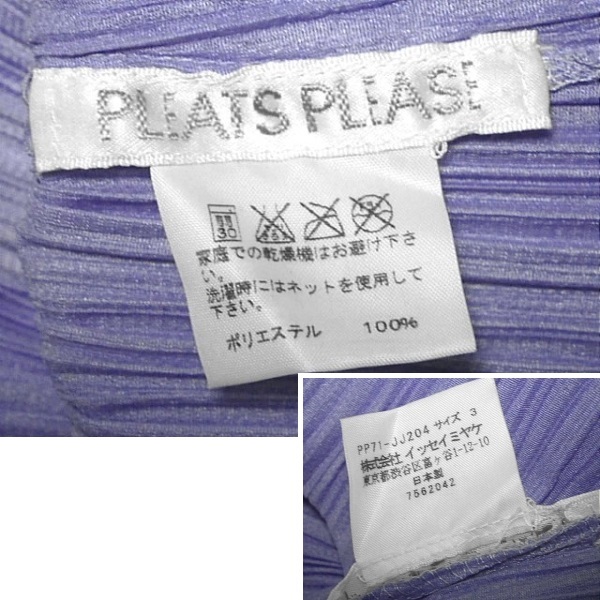 PLEATS PLEASE
30
家庭での乾燥機はお避け下さ
い。
洗濯時にはネットを使用して
下さい。
ポリエステル 100%
PP71-JJ204 サイズ 3
株式会社 イッセイミヤケ
東京都渋谷区富ヶ谷1-12-10
日本製
7562042